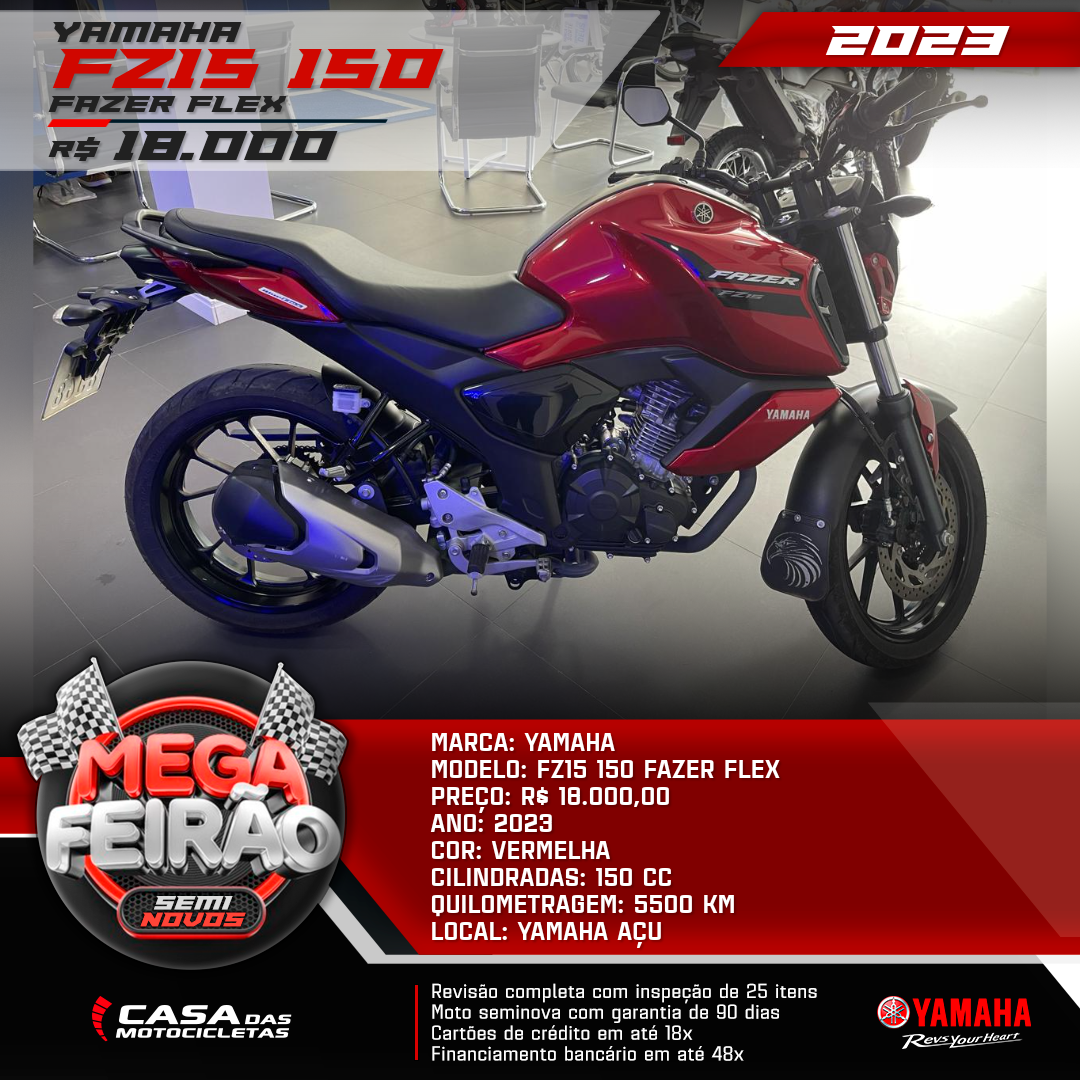 YAMAHA
FZ15 150
FAZER FLEX
R$ 18.000
2023
FAZER
FZ15
YAMAHA
MEGA
FEIRÃO
SEMI
NOVOS
MARCA: YAMAHA
MODELO: FZ15 150 FAZER FLEX
PREÇO: R$ 18.000,00
ANO: 2023
COR: VERMELHA
CILINDRADAS: 150 CC
QUILOMETRAGEM: 5500 KM
LOCAL: YAMAHA AÇU
CASA DAS
MOTOCICLETAS
Revisão completa com inspeção de 25 itens
Moto seminova com garantia de 90 dias
Cartões de crédito em até 18x
Financiamento bancário em até 48x
YAMAHA
Revs Your Heart